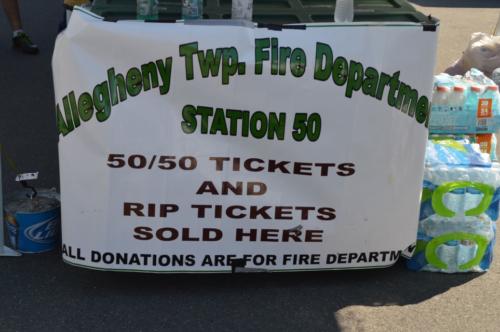 Allegheny Twp. Fire Departme
STATION 50
50/50 TICKETS
AND
RIP TICKETS
SOLD HERE
ALL DONATIONS ARE FOR FIRE DEPARTM